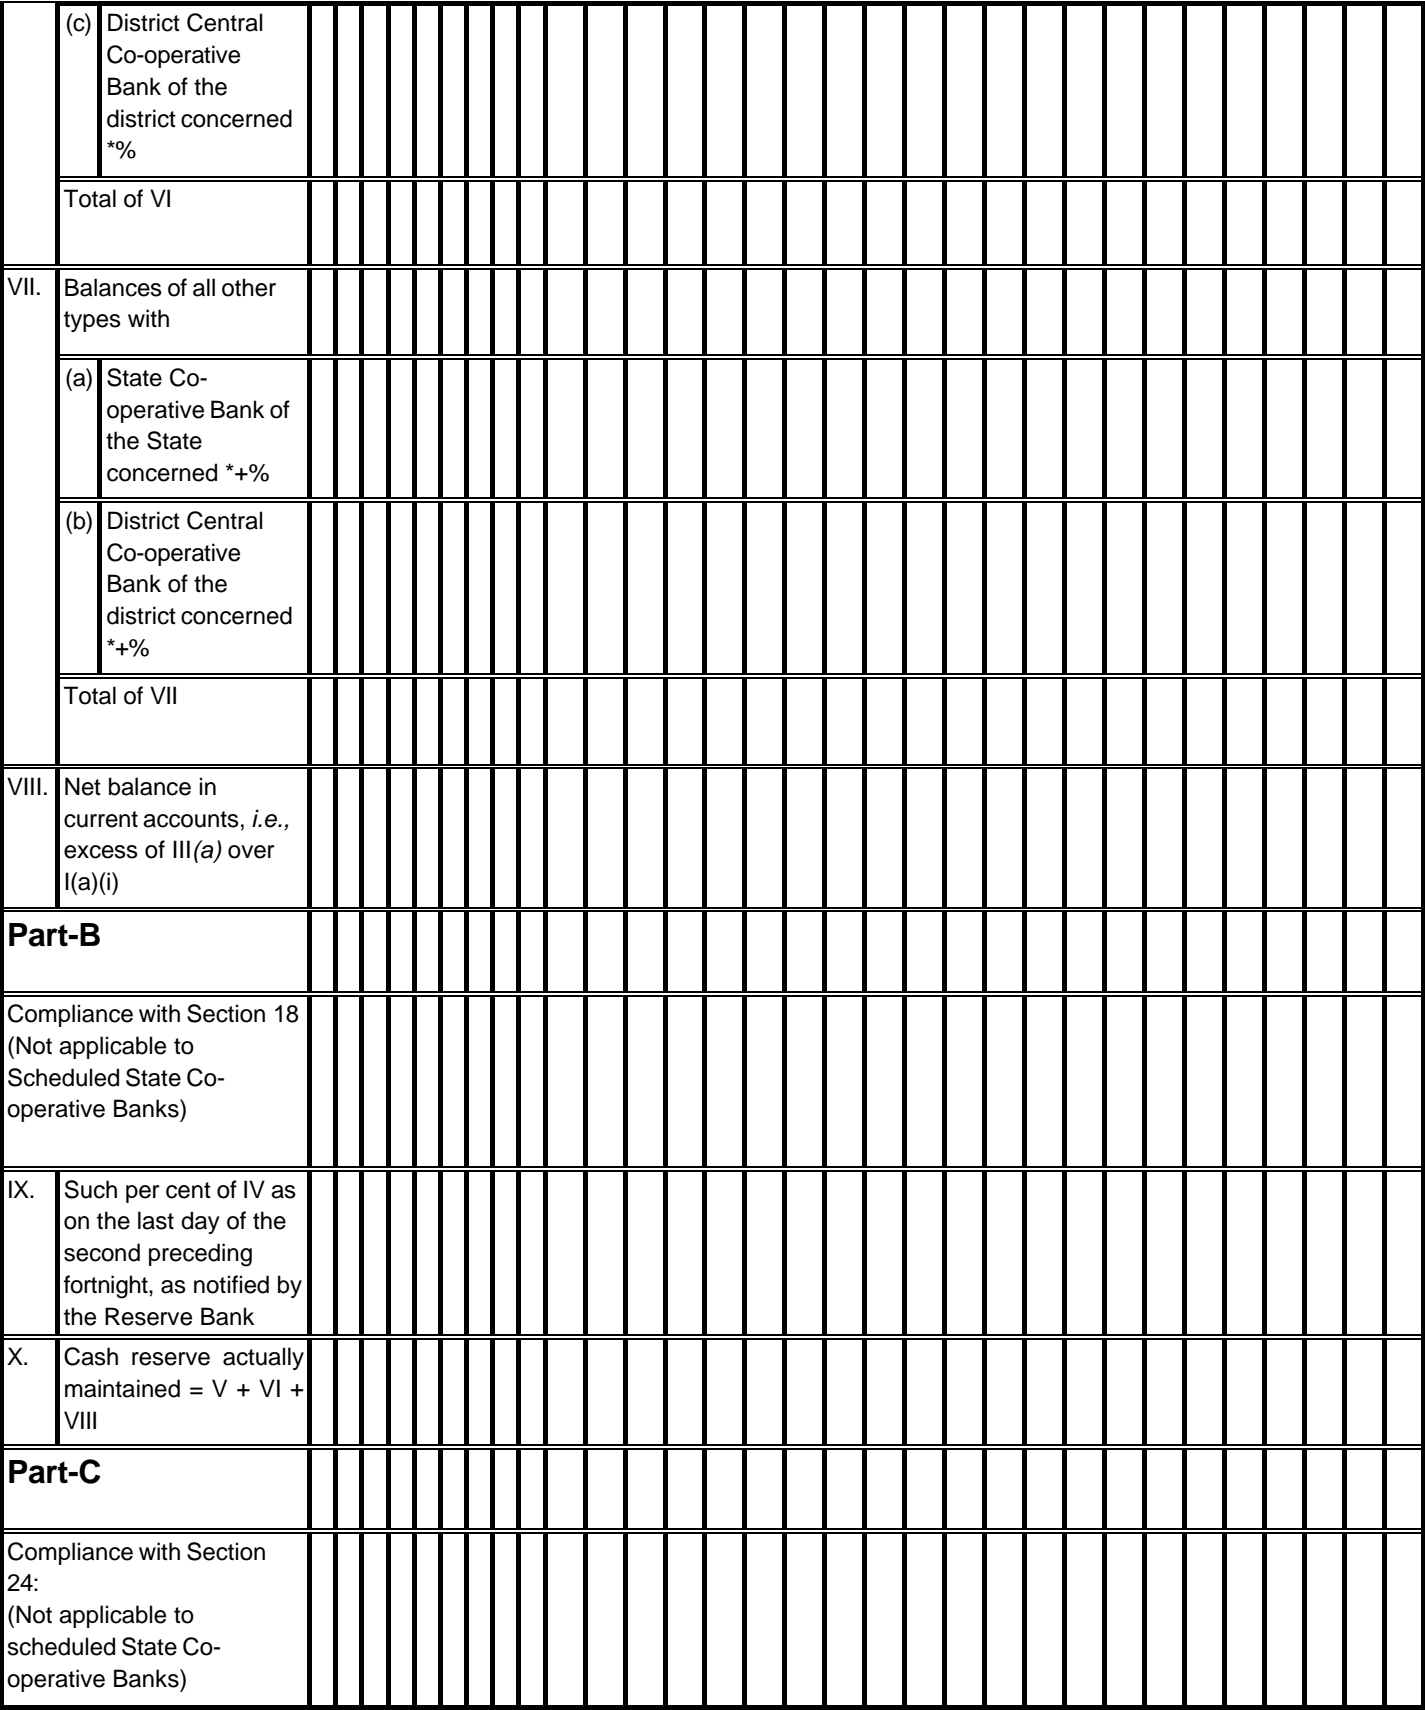 (c) District Central
Co-operative
Bank of the
district concerned
*%
Total of VI
VII. Balances of all other
types with
(a) State Co-
operative Bank of
the State
concerned *+%
(b) District Central
Co-operative
Bank of the
district concerned
*+%
Total of VII
VIII. Net balance in
current accounts, i.e.,
excess of III(a) over
I(a)(i)
Part-B
Compliance with Section 18
(Not applicable to
Scheduled State Co-
operative Banks)
IX. Such per cent of IV as
on the last day of the
second preceding
fortnight, as notified by
the Reserve Bank
X. Cash reserve actually
maintained = V + VI +
VIII
Part-C
Compliance with Section
24:
(Not applicable to
scheduled State Co-
operative Banks)